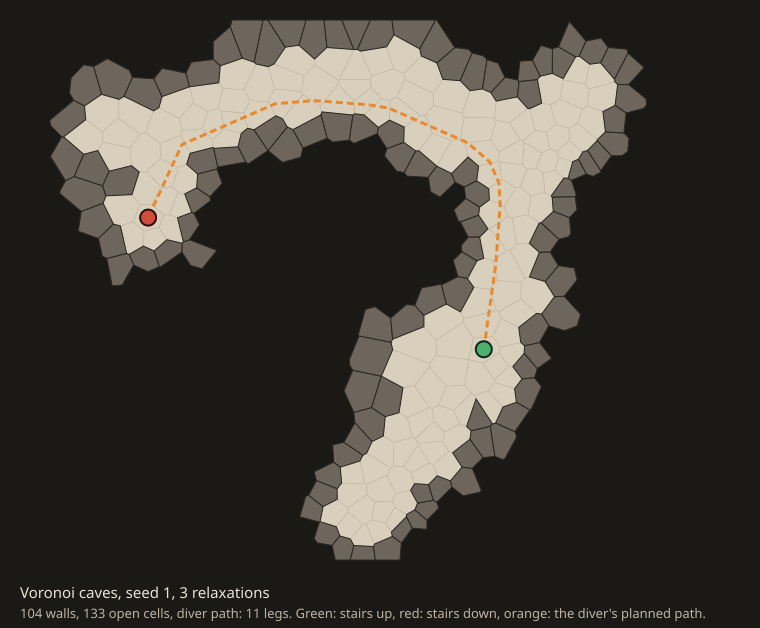 Voronoi caves, seed 1, 3 relaxations
104 walls, 133 open cells, diver path: 11 legs. Green: stairs up, red: stairs down, orange: the diver's planned path.